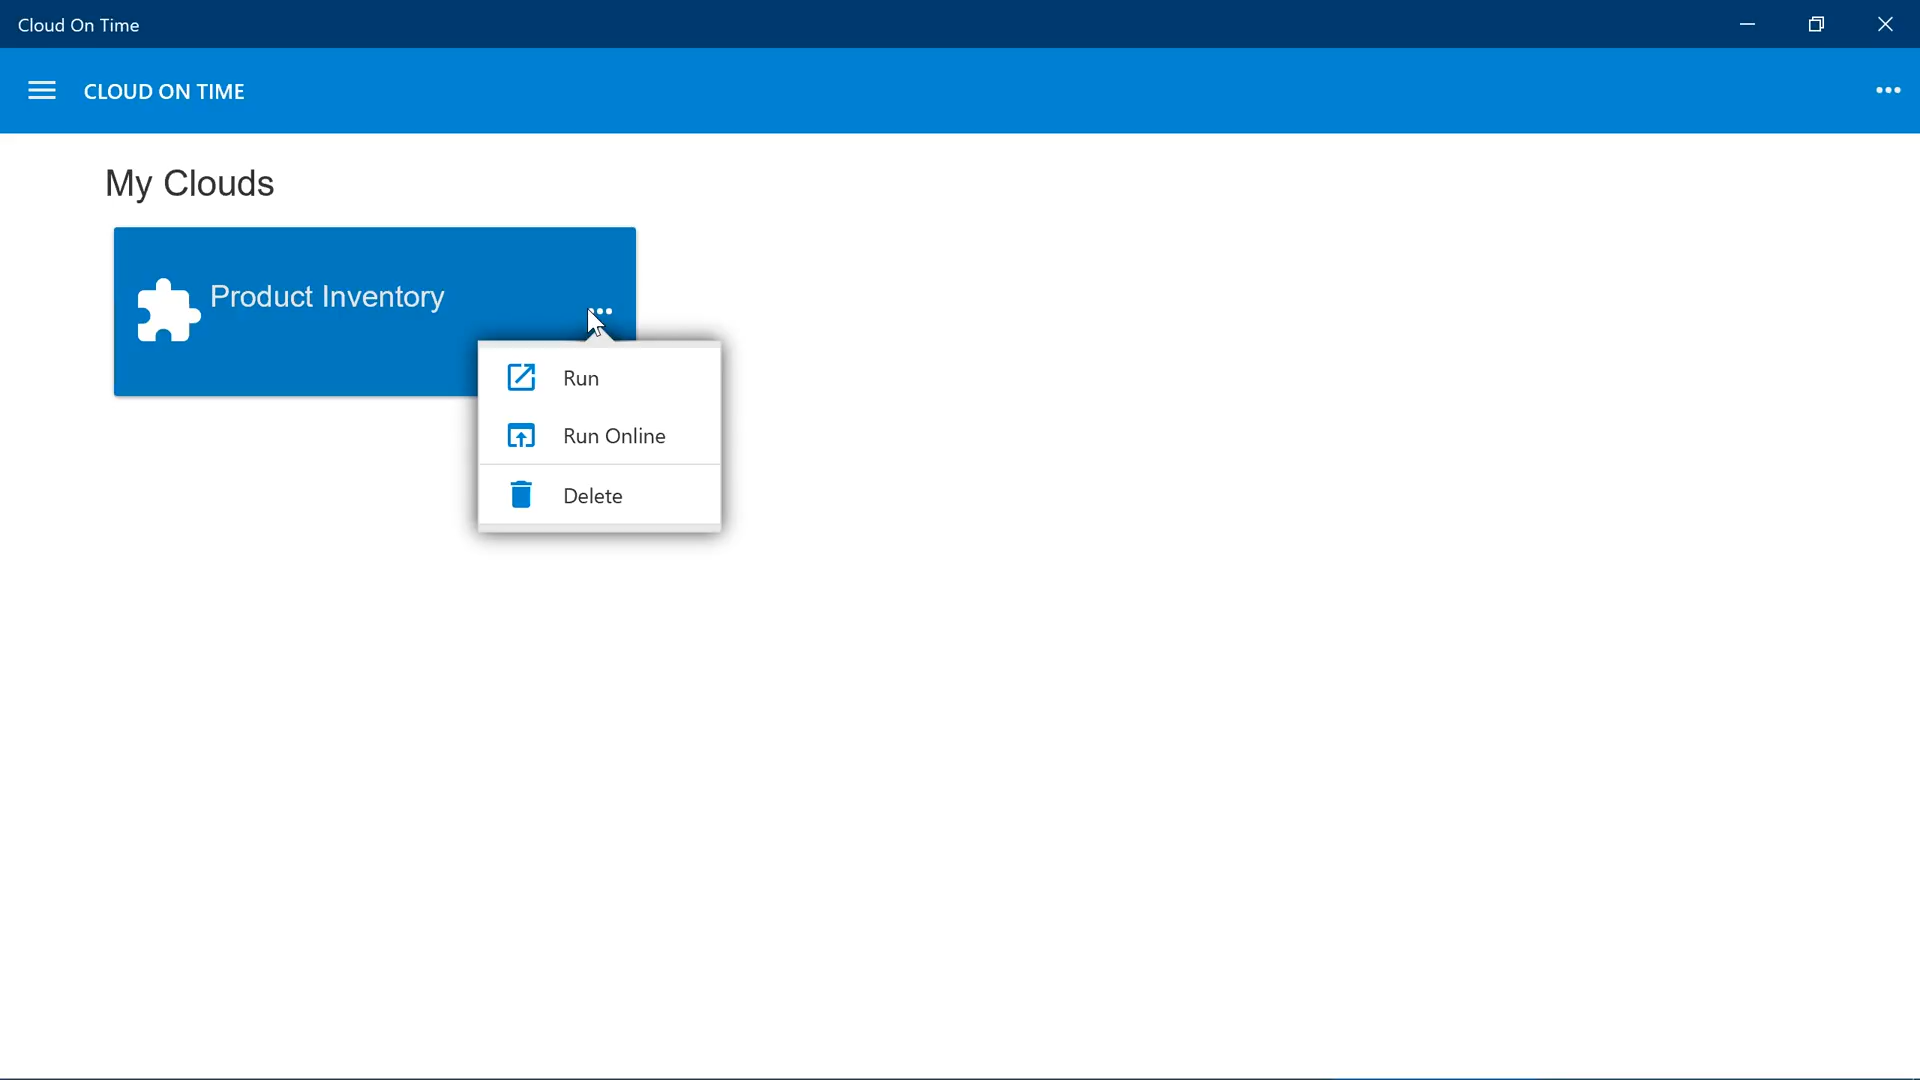 Cloud On Time
CLOUD ON TIME
My Clouds
Product Inventory
Run
Run Online
Delete